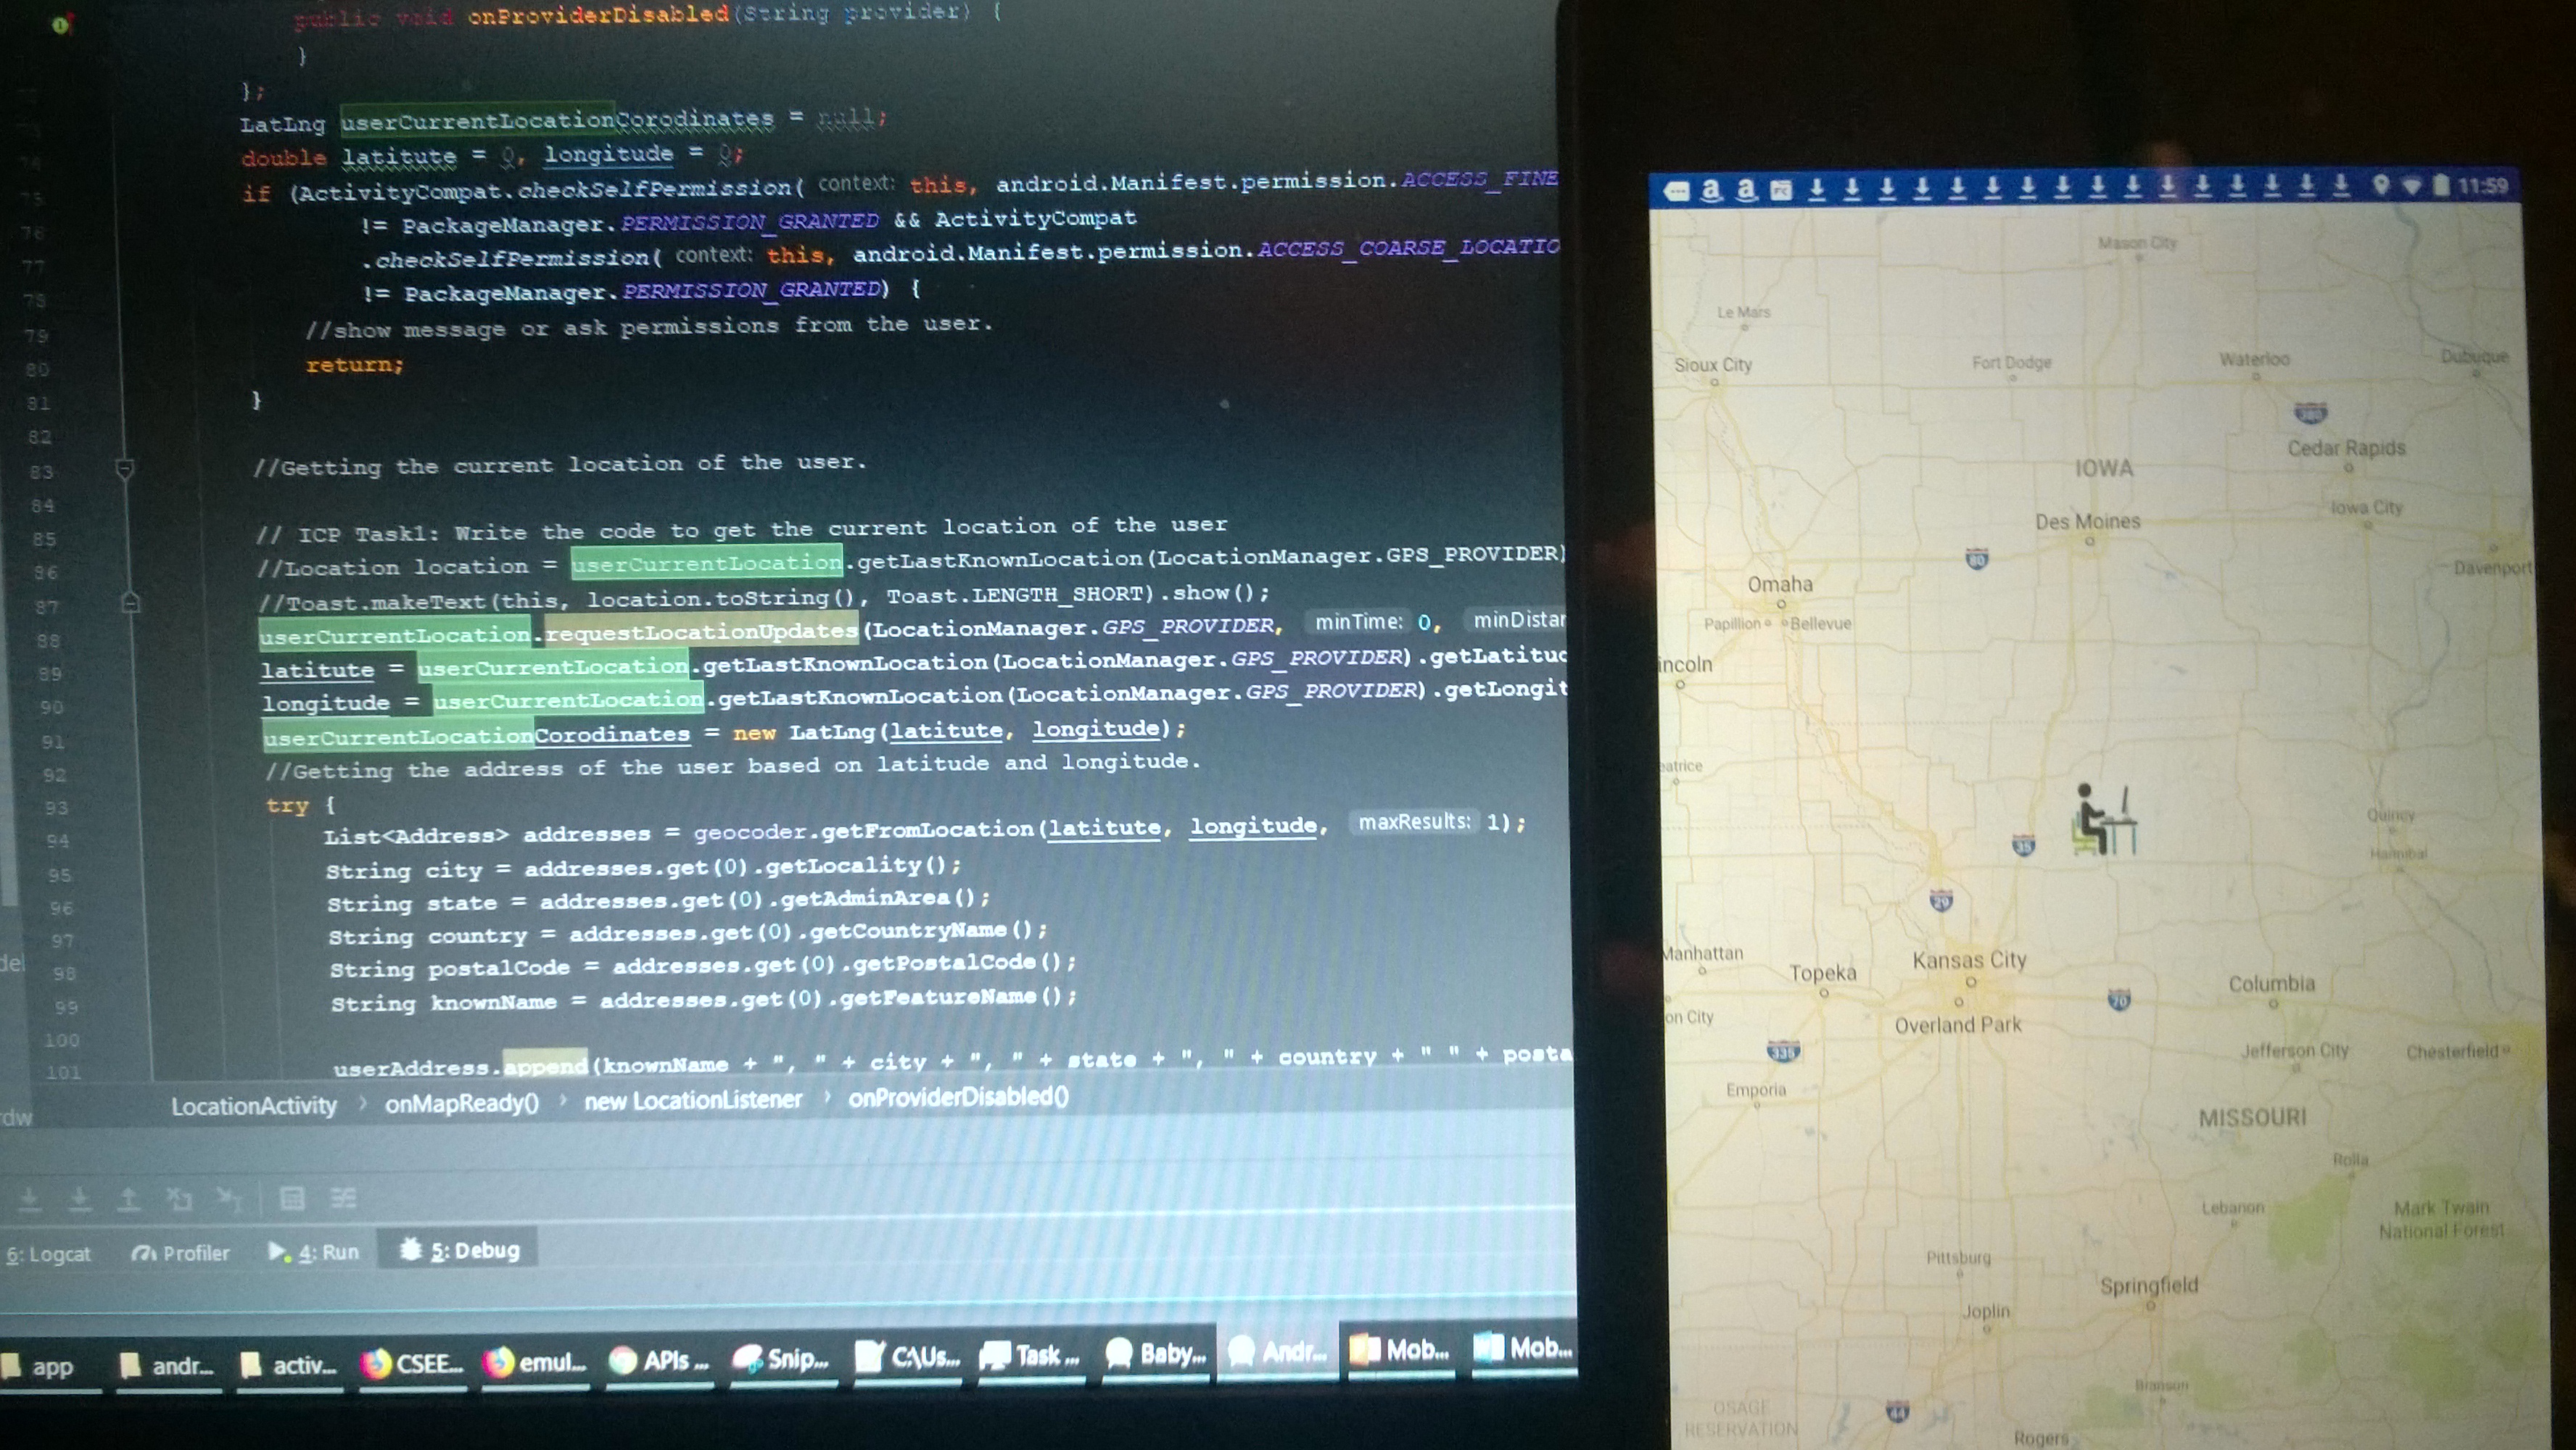 public void onProviderDisabled(String provider) {
}
};
LatLng userCurrentLocationCorodinates = null;
74 double latitute = 0, longitude = 0;
75 if (ActivityCompat.checkSelfPermission( context: this, android.Manifest.permission.ACCESS_FINE
76 != PackageManager.PERMISSION_GRANTED && ActivityCompat
77 .checkSelfPermission( context: this, android.Manifest.permission.ACCESS_COARSE_LOCATIO
78 != PackageManager.PERMISSION_GRANTED) {
79 //show message or ask permissions from the user.
80 return;
81 }
82
83 //Getting the current location of the user.
84
85 // ICP Task1: Write the code to get the current location of the user
86 //Location location = userCurrentLocation.getLastKnownLocation(LocationManager.GPS_PROVIDER)
87 //Toast.makeText(this, location.toString(), Toast.LENGTH_SHORT).show();
88 userCurrentLocation.requestLocationUpdates(LocationManager.GPS_PROVIDER, minTime: 0, minDistan
89 latitute = userCurrentLocation.getLastKnownLocation(LocationManager.GPS_PROVIDER).getLatitud
90 longitude = userCurrentLocation.getLastKnownLocation(LocationManager.GPS_PROVIDER).getLongit
91 userCurrentLocationCorodinates = new LatLng(latitute, longitude);
92 //Getting the address of the user based on latitude and longitude.
93 try {
94 List<Address> addresses = geocoder.getFromLocation(latitute, longitude, maxResults: 1);
95 String city = addresses.get(0).getLocality();
96 String state = addresses.get(0).getAdminArea();
97 String country = addresses.get(0).getCountryName();
98 String postalCode = addresses.get(0).getPostalCode();
99 String knownName = addresses.get(0).getFeatureName();
100
101 userAddress.append(knownName + ", " + city + ", " + state + ", " + country + " " + posta
LocationActivity > onMapReady() > new LocationListener > onProviderDisabled()
6: Logcat Profiler 4: Run 5: Debug
app andr... activ... CSEE... emul... APIs ... Snip... C:\Us... Task ... Baby... Andr... Mob... Mob...
11:59
Mason City
Le Mars
Sioux City Fort Dodge Waterloo Dubuque
380
Cedar Rapids
IOWA
Iowa City
Des Moines
80
Davenport
Omaha
Papillion Bellevue
incoln
eatrice
Quincy
35
Hannibal
29
Manhattan
Kansas City
Topeka
Columbia
70
on City
Overland Park
335
Jefferson City Chesterfield
Emporia
MISSOURI
Rolla
Lebanon
Mark Twain
National Forest
Pittsburg
Springfield
Joplin
Branson
OSAGE
RESERVATION
44
Rogers